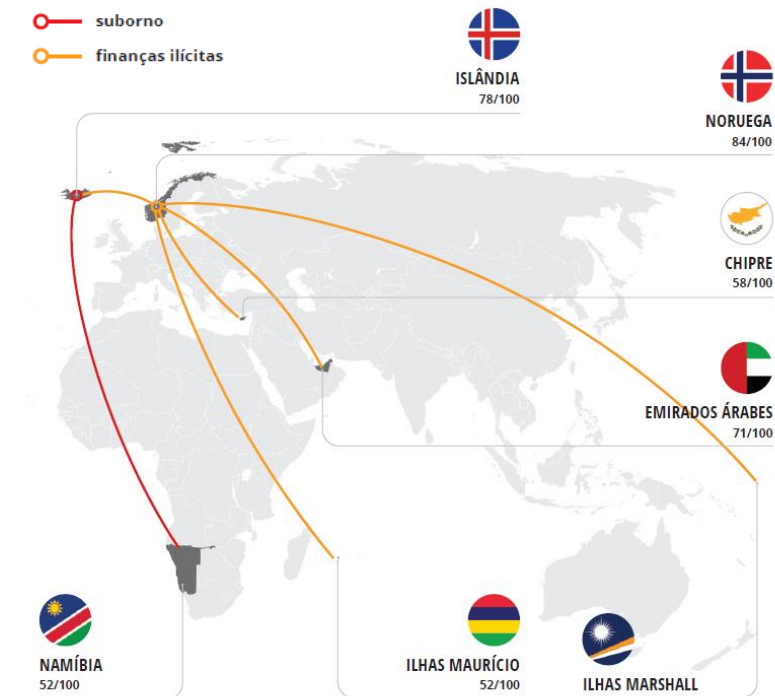 suborno
finanças ilícitas
ISLÂNDIA
78/100
NORUEGA
84/100
CHIPRE
58/100
EMIRADOS ÁRABES
71/100
NAMÍBIA
52/100
ILHAS MAURÍCIO
52/100
ILHAS MARSHALL